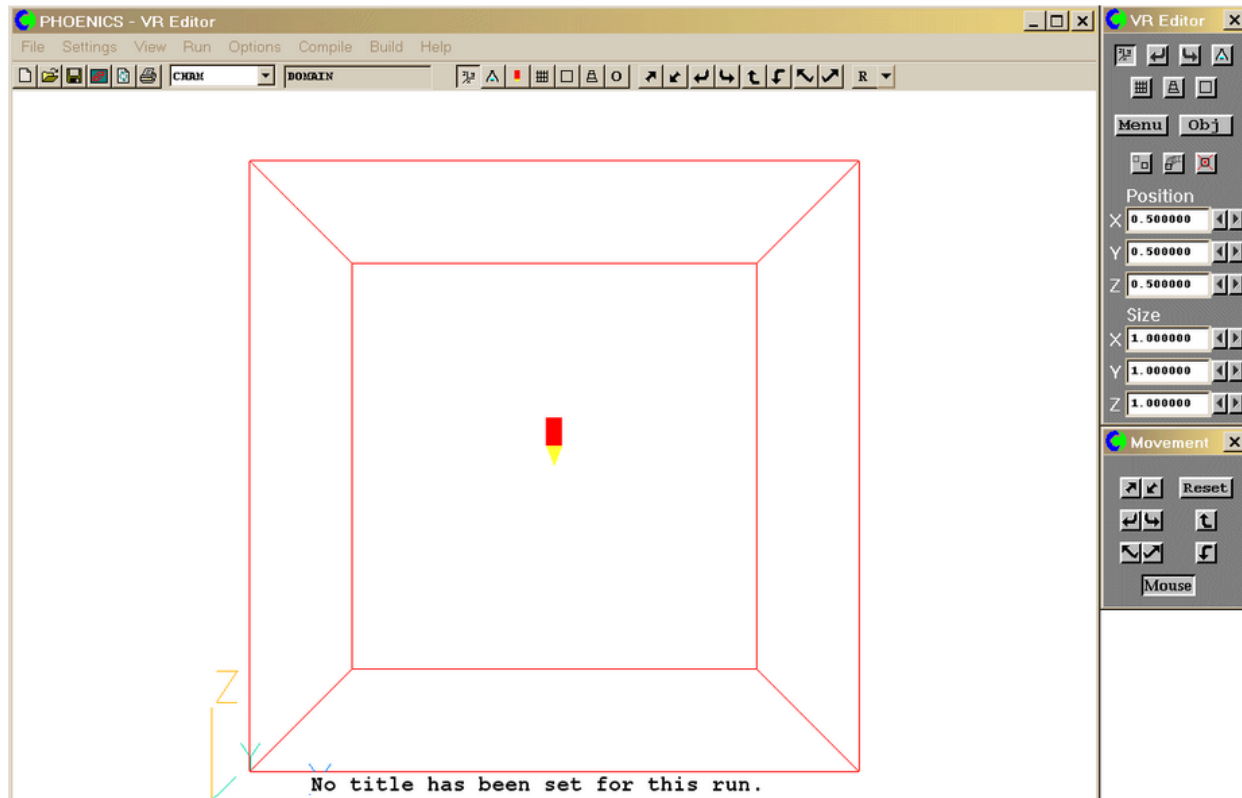 PHOENICS - VR Editor
File Settings View Run Options Compile Build Help
CHAM DOMAIN O R
VR Editor
Menu Obj
Position
X 0.500000
Y 0.500000
Z 0.500000
Size
X 1.000000
Y 1.000000
Z 1.000000
Movement
Reset
Mouse
Z
Y
No title has been set for this run.